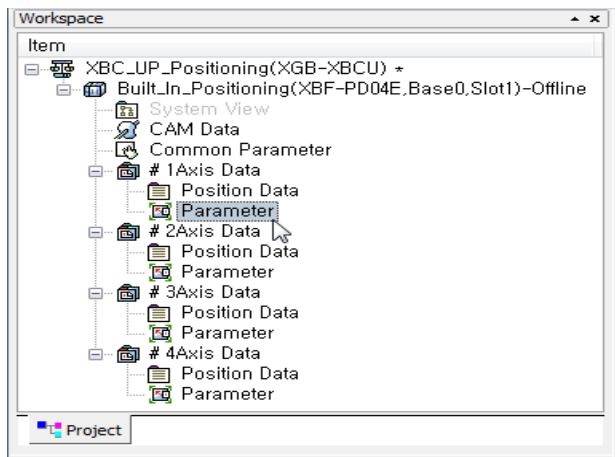 Workspace
Item
XBC_UP_Positioning(XGB-XBCU) *
Built_In_Positioning(XBF-PD04E,Base0,Slot1)-Offline
System View
CAM Data
Common Parameter
# 1Axis Data
Position Data
Parameter
# 2Axis Data
Position Data
Parameter
# 3Axis Data
Position Data
Parameter
# 4Axis Data
Position Data
Parameter
Project